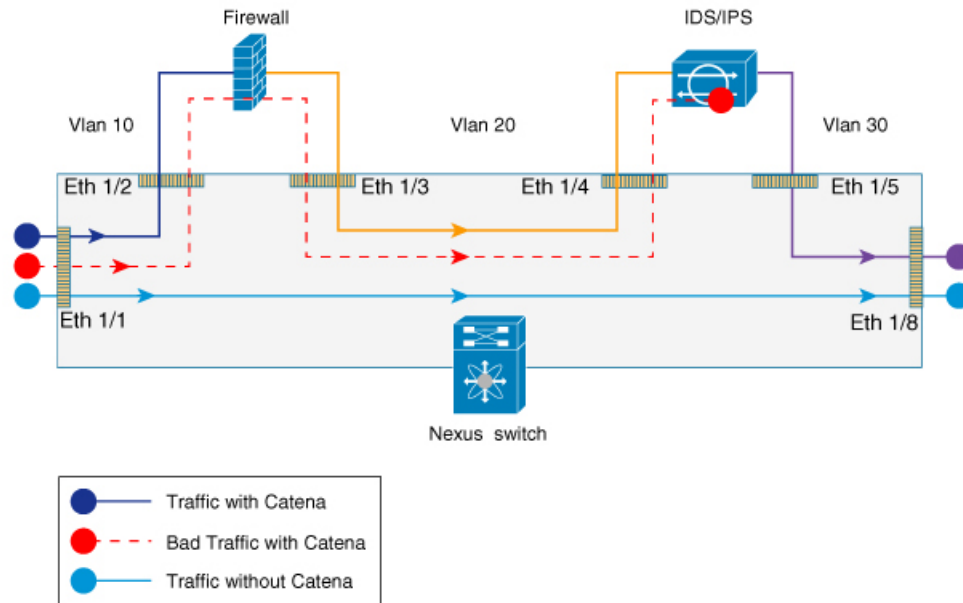 Firewall
IDS/IPS
Vlan 10
Vlan 20
Vlan 30
Eth 1/2
Eth 1/3
Eth 1/4
Eth 1/5
Eth 1/1
Eth 1/8
Nexus switch
Traffic with Catena
Bad Traffic with Catena
Traffic without Catena